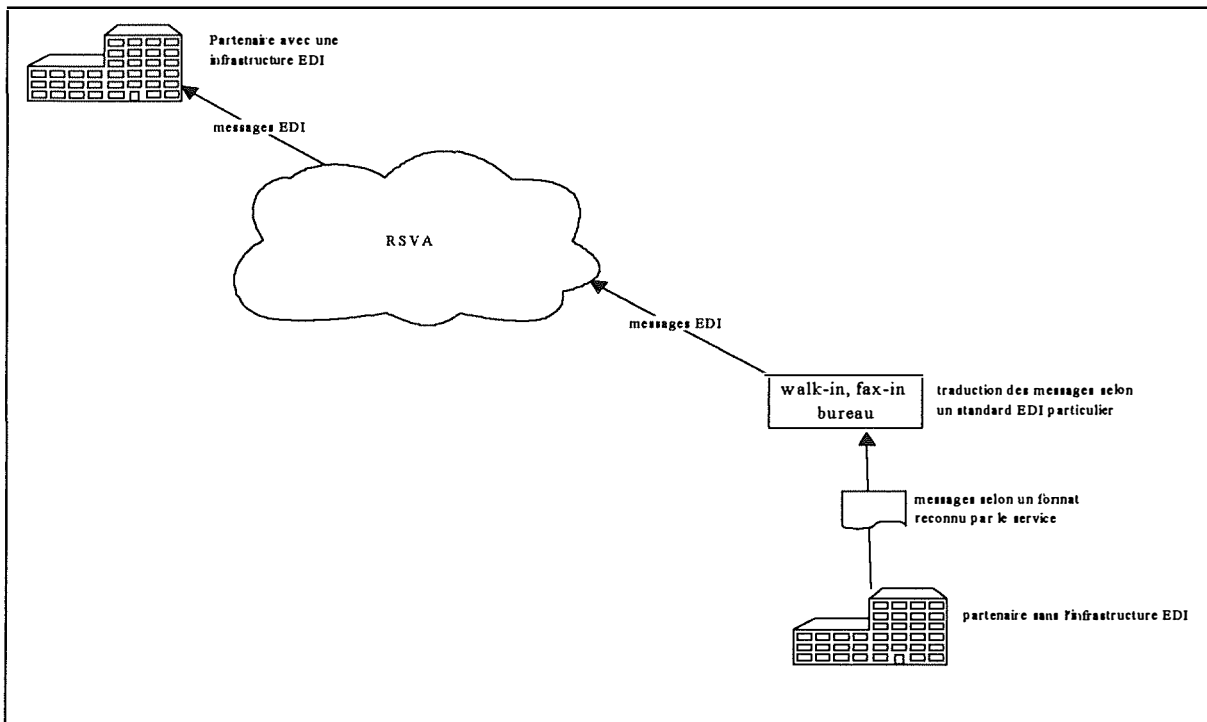 Partenaire avec une
infrastructure EDI
messages EDI
RSVA
messages EDI
walk-in, fax-in
bureau
traduction des messages selon
un standard EDI particulier
messages selon un format
reconnu par le service
partenaire sans l'infrastructure EDI